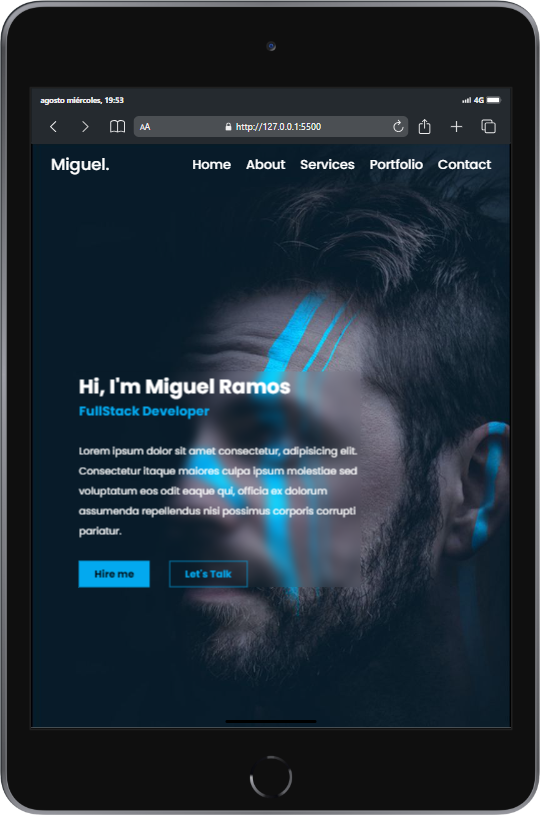 agosto miércoles, 19:53
4G
AA
http://127.0.0.1:5500
Miguel. Home About Services Portfolio Contact
Hi, I'm Miguel Ramos
FullStack Developer
Lorem ipsum dolor sit amet consectetur, adipisicing elit.
Consectetur itaque maiores culpa ipsum molestiae sed
voluptatum eos odit eaque qui, officia ex dolorum
assumenda repellendus nisi possimus corporis corrupti
pariatur.
Hire me Let's Talk